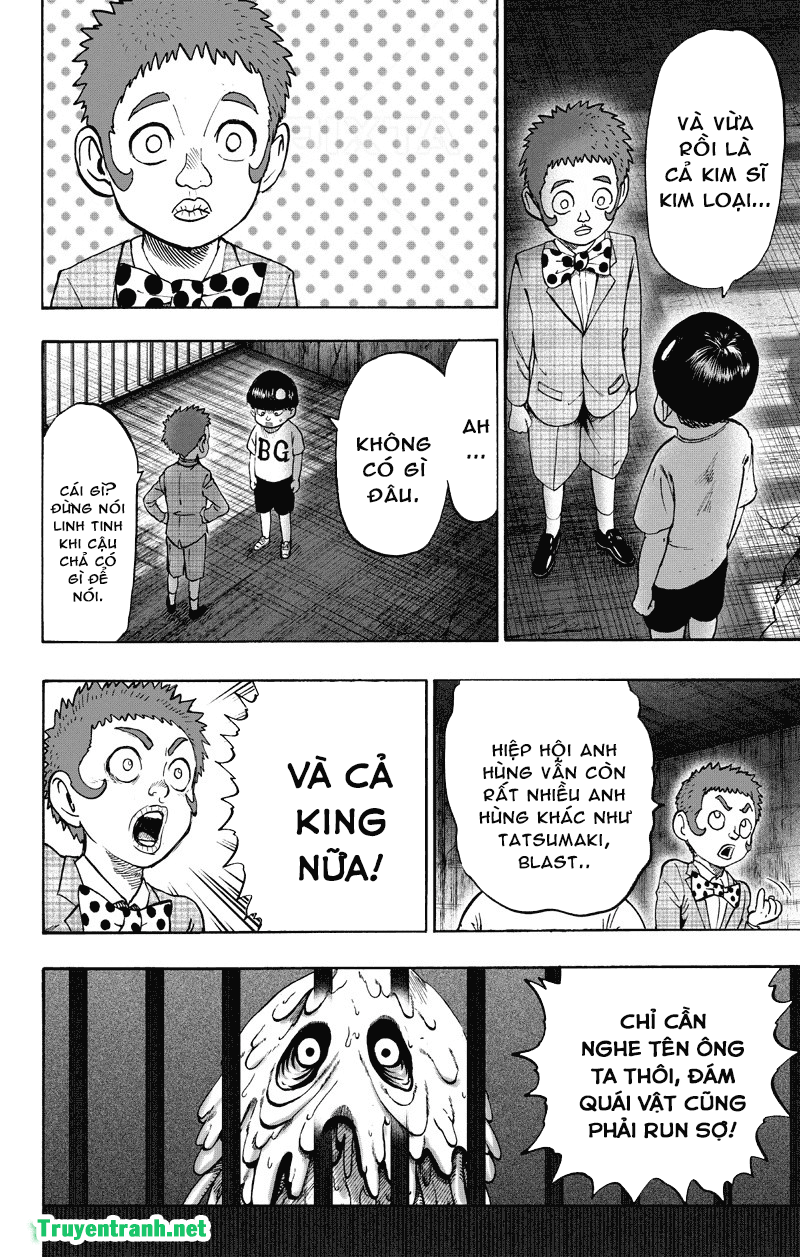 VÀ VỪA
RỒI LÀ
CẢ KIM SĨ
KIM LOẠI...
AH
...
KHÔNG
CÓ GÌ
ĐÂU.
BG
CÁI GÌ?
ĐỪNG NÓI
LINH TINH
KHI CẬU
CHẢ CÓ
GÌ ĐỂ
NÓI.
HIỆP HỘI ANH
HÙNG VẪN CÒN
RẤT NHIỀU ANH
HÙNG KHÁC NHƯ
TATSUMAKI,
BLAST..
VÀ CẢ
KING
NỮA!
CHỈ CẦN
NGHE TÊN ÔNG
TA THÔI, ĐÁM
QUÁI VẬT CŨNG
PHẢI RUN SỢ!
Truyentranh.net